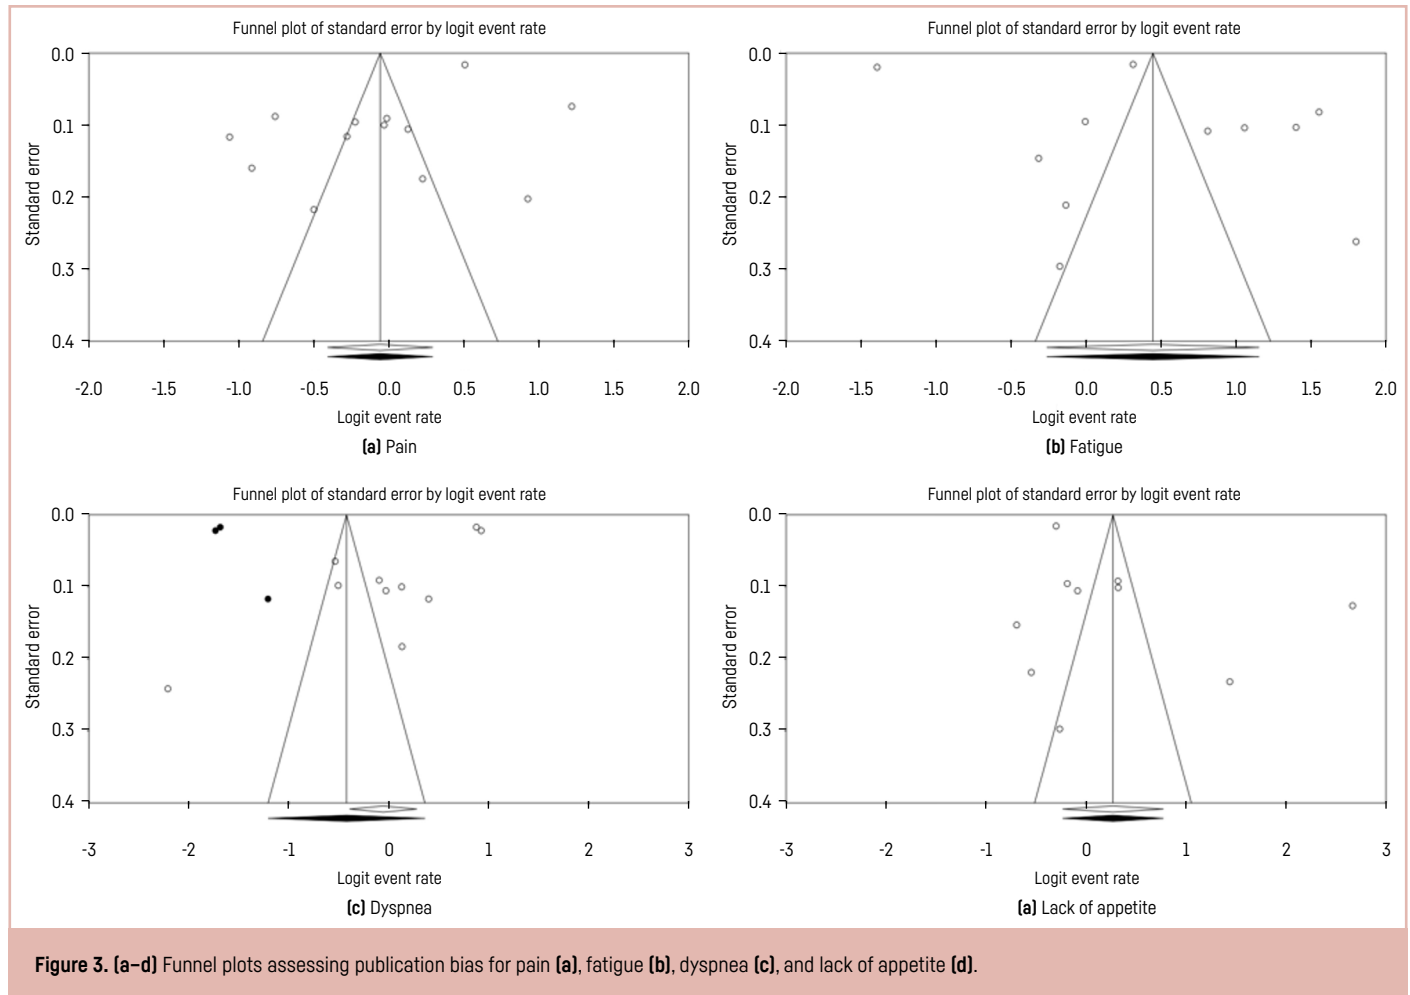 Funnel plot of standard error by logit event rate
0.0
0.1
0.2
0.3
0.4
Standard error
-2.0 -1.5 -1.0 -0.5 0.0 0.5 1.0 1.5 2.0
Logit event rate
(a) Pain
Funnel plot of standard error by logit event rate
0.0
0.1
0.2
0.3
0.4
Standard error
-2.0 -1.5 -1.0 -0.5 0.0 0.5 1.0 1.5 2.0
Logit event rate
(b) Fatigue
Funnel plot of standard error by logit event rate
0.0
0.1
0.2
0.3
0.4
Standard error
-3 -2 -1 0 1 2 3
Logit event rate
(c) Dyspnea
Funnel plot of standard error by logit event rate
0.0
0.1
0.2
0.3
0.4
Standard error
-3 -2 -1 0 1 2 3
Logit event rate
(a) Lack of appetite
Figure 3. (a–d) Funnel plots assessing publication bias for pain (a), fatigue (b), dyspnea (c), and lack of appetite (d).